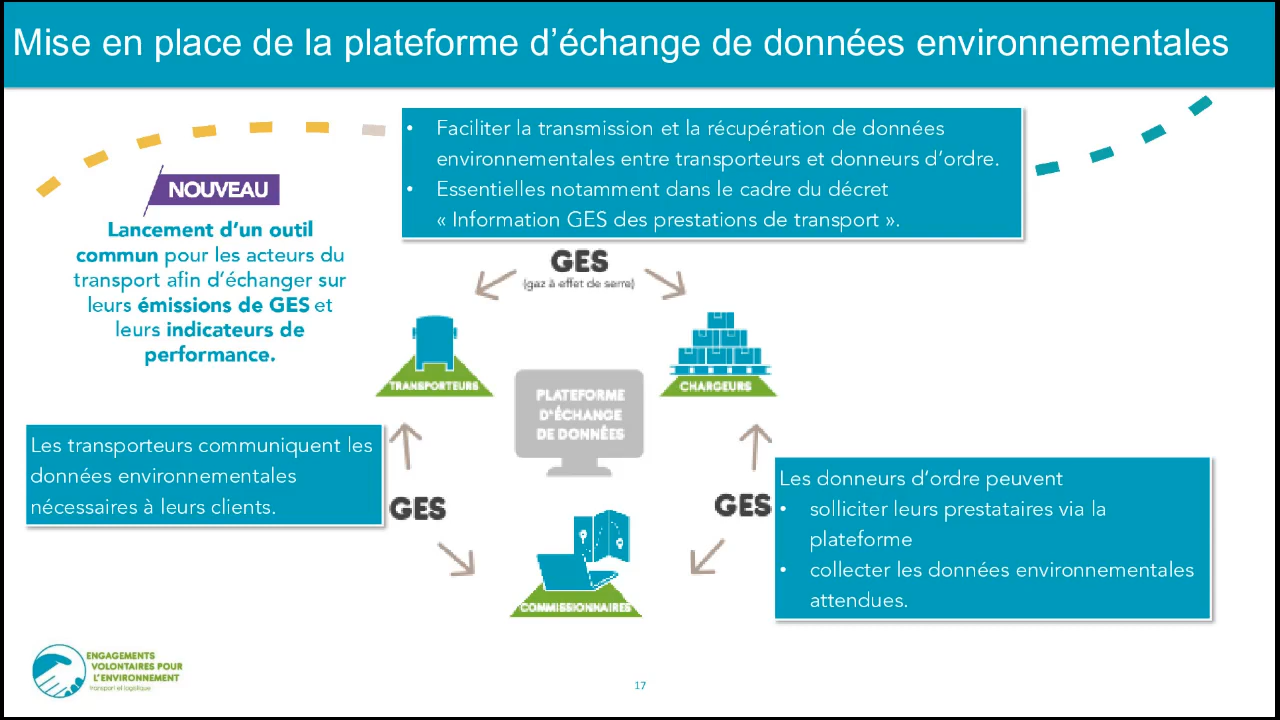 Mise en place de la plateforme d’échange de données environnementales
• Faciliter la transmission et la récupération de données
environnementales entre transporteurs et donneurs d’ordre.
• Essentielles notamment dans le cadre du décret
« Information GES des prestations de transport ».
NOUVEAU
Lancement d’un outil
commun pour les acteurs du
transport afin d’échanger sur
leurs émissions de GES et
leurs indicateurs de
performance.
GES
(gaz à effet de serre)
TRANSPORTEURS
CHARGEURS
PLATEFORME
D’ÉCHANGE
DE DONNÉES
Les transporteurs communiquent les
données environnementales
nécessaires à leurs clients.
GES
GES
Les donneurs d’ordre peuvent
• solliciter leurs prestataires via la
plateforme
• collecter les données environnementales
attendues.
COMMISSIONNAIRES
ENGAGEMENTS
VOLONTAIRES POUR
L’ENVIRONNEMENT
transport et logistique
17